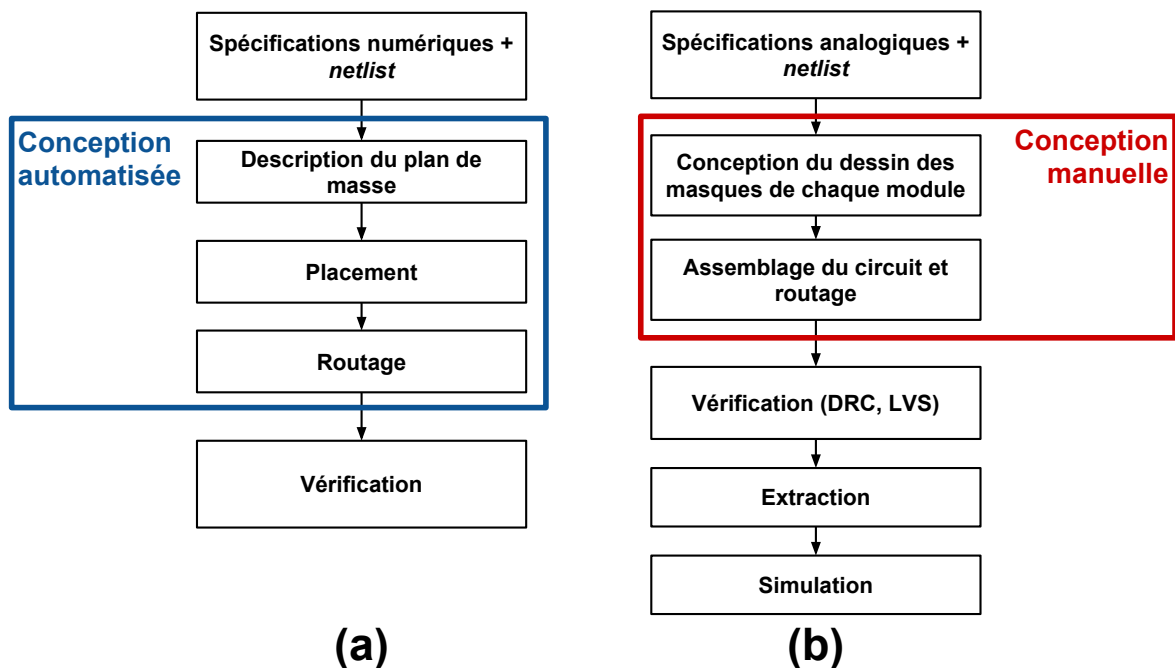 Spécifications numériques +
netlist
Conception
automatisée
Description du plan de
masse
Placement
Routage
Vérification
(a)
Spécifications analogiques +
netlist
Conception
manuelle
Conception du dessin des
masques de chaque module
Assemblage du circuit et
routage
Vérification (DRC, LVS)
Extraction
Simulation
(b)